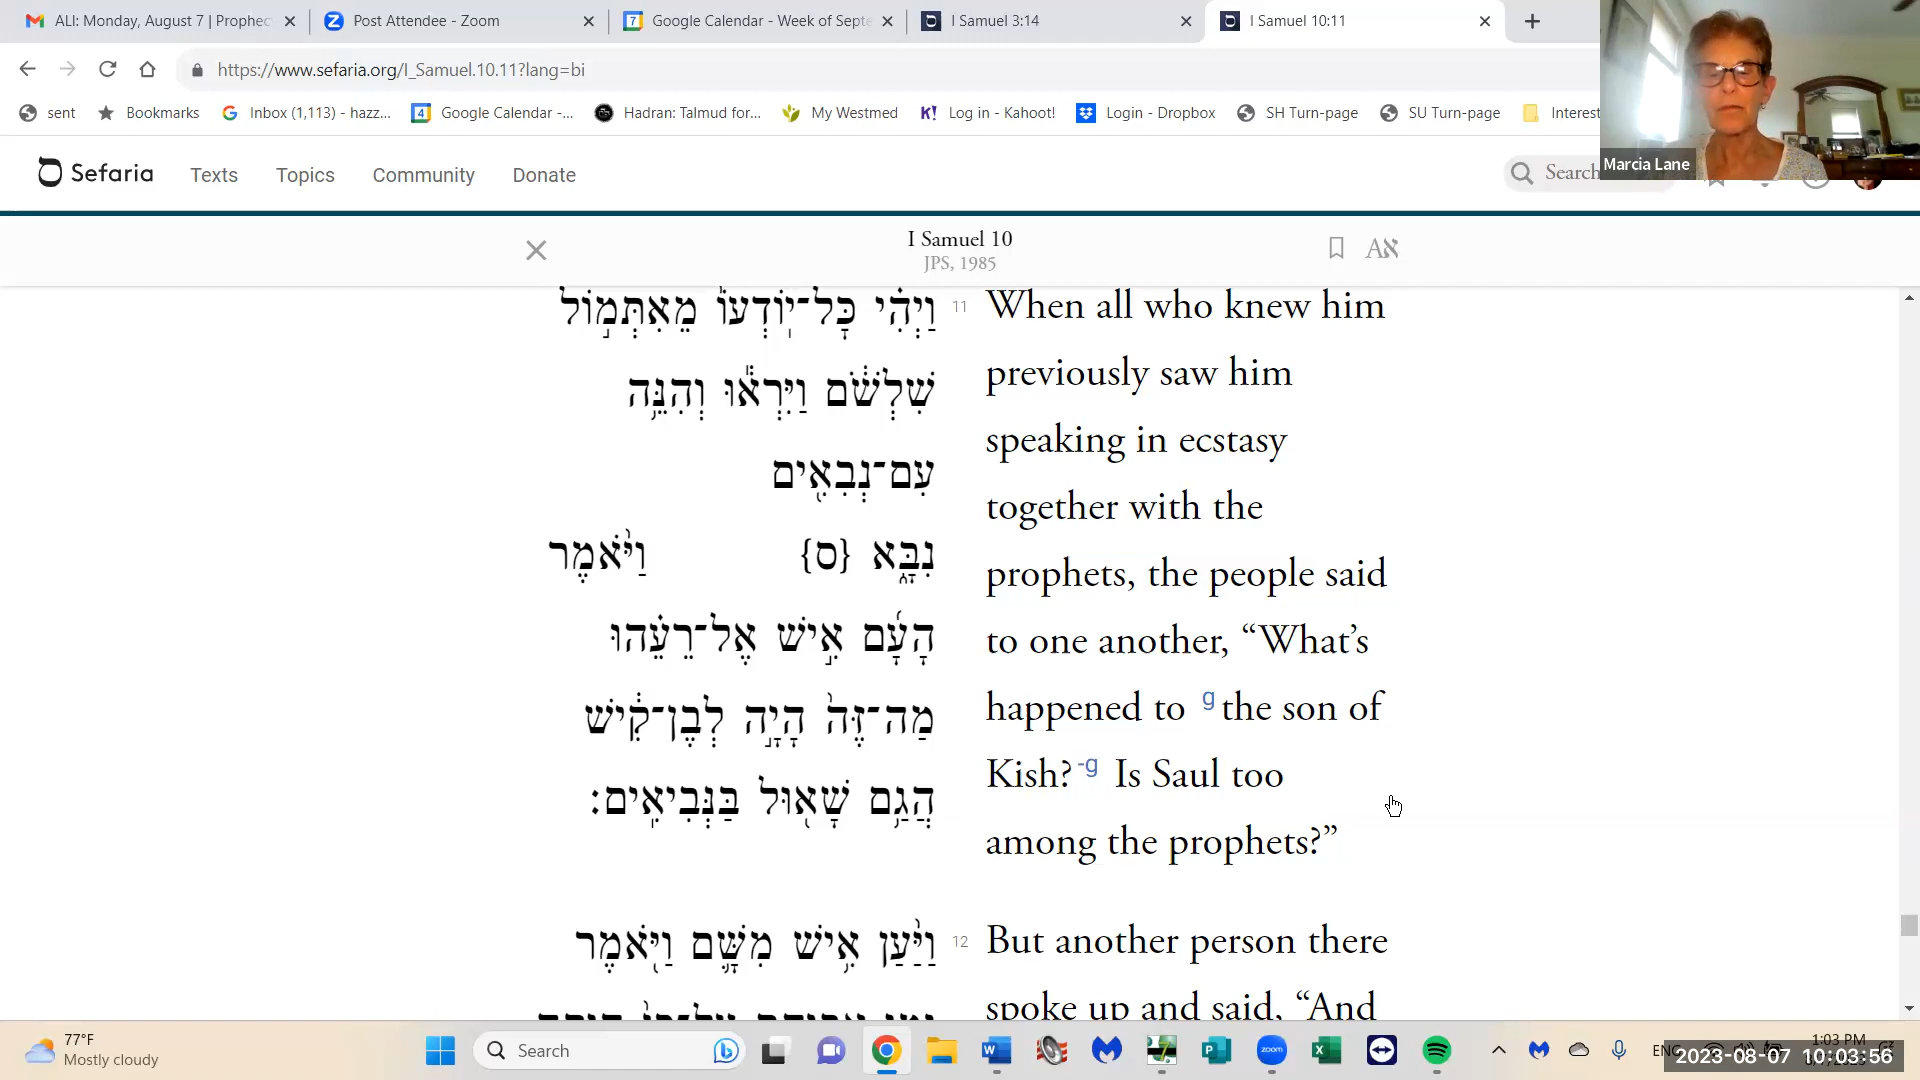 ALI: Monday, August 7 | Prophec
Post Attendee - Zoom
Google Calendar - Week of Septe
I Samuel 3:14
I Samuel 10:11
https://www.sefaria.org/I_Samuel.10.11?lang=bi
sent
Bookmarks
Inbox (1,113) - hazz...
Google Calendar -...
Hadran: Talmud for...
My Westmed
Log in - Kahoot!
Login - Dropbox
SH Turn-page
SU Turn-page
Interest
Marcia Lane
Sefaria
Texts
Topics
Community
Donate
Search
I Samuel 10
JPS, 1985
וַיְהִ֗י כׇּל־יֽוֹדְעוֹ֙ מֵאִתְּמ֣וֹל
שִׁלְשׁ֔וֹם וַיִּרְא֕וּ וְהִנֵּ֥ה
עִם־נְבִאִ֖ים
נִבָּ֑א {ס} וַיֹּ֨אמֶר
הָעָ֜ם אִ֣ישׁ אֶל־רֵעֵ֗הוּ
מַה־זֶּה֙ הָיָ֣ה לְבֶן־קִ֔ישׁ
הֲגַ֥ם שָׁא֖וּל בַּנְּבִיאִֽים׃
11
When all who knew him
previously saw him
speaking in ecstasy
together with the
prophets, the people said
to one another, “What’s
happened to g the son of
Kish? -g Is Saul too
among the prophets?”
וַיַּ֨עַן אִ֥ישׁ מִשָּׁ֛ם וַיֹּ֖אמֶר
12
But another person there
spoke up and said, “And
77°F
Mostly cloudy
Search
ENG
1:03 PM
2023-08-07 10:03:56